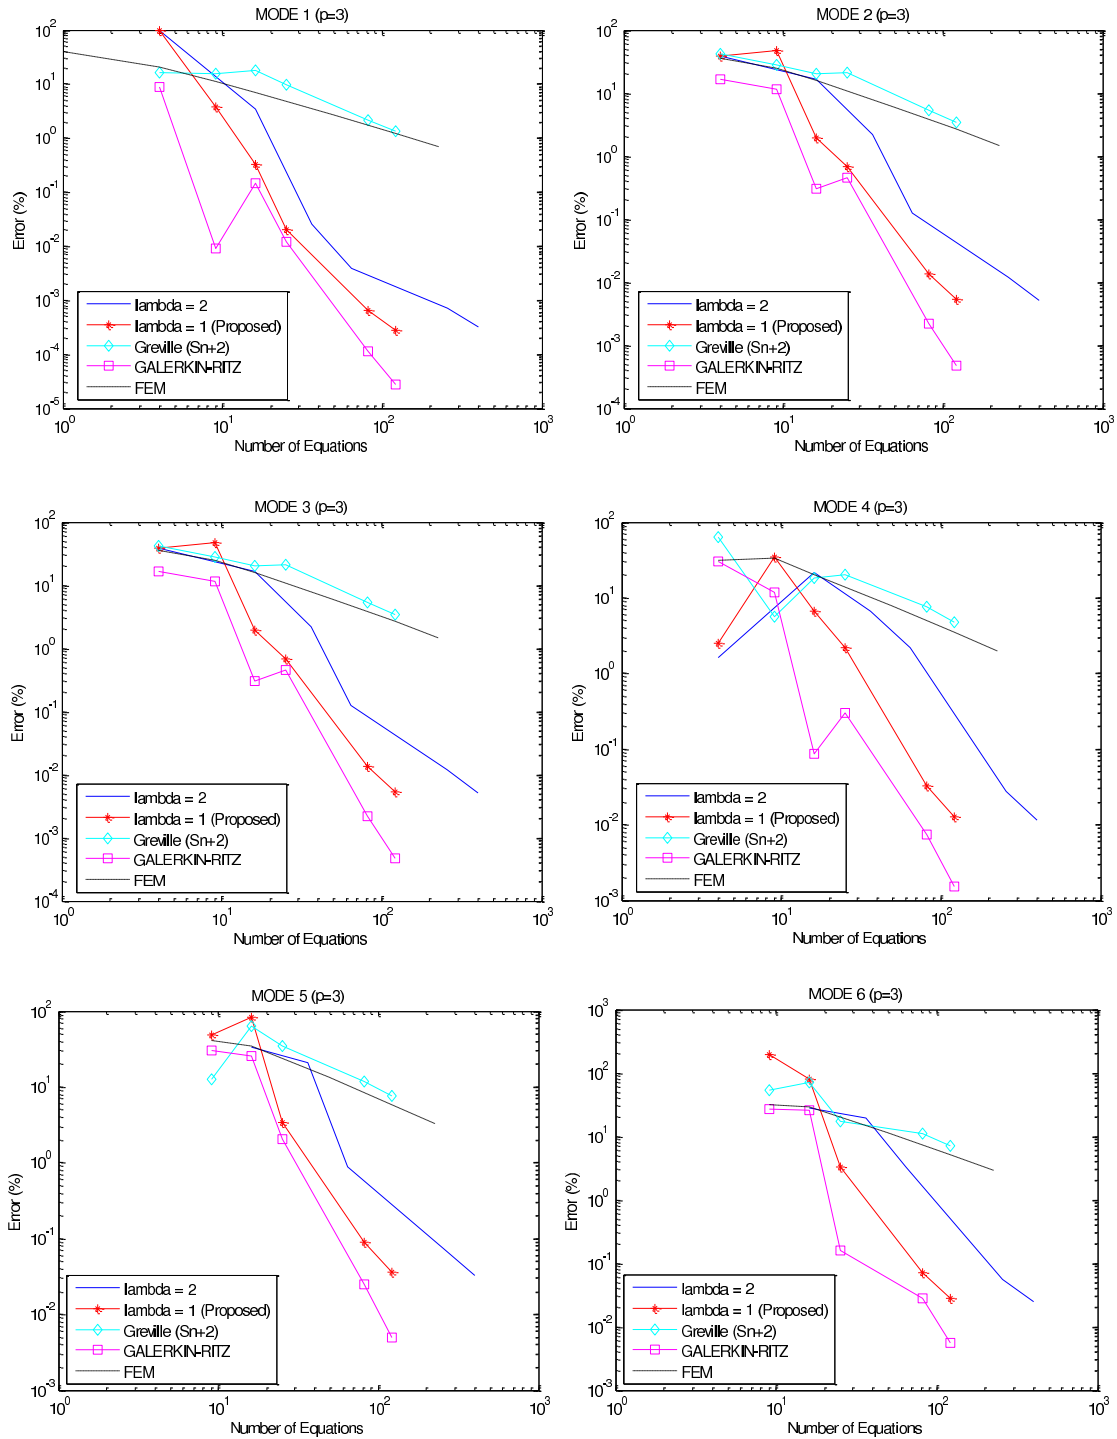 MODE 1 (p=3)
Error (%)
10^2
10^1
10^0
10^-1
10^-2
10^-3
10^-4
10^-5
lambda = 2
lambda = 1 (Proposed)
Greville (Sn+2)
GALERKIN-RITZ
FEM
10^0 10^1 10^2 10^3
Number of Equations
MODE 2 (p=3)
Error (%)
10^2
10^1
10^0
10^-1
10^-2
10^-3
10^-4
lambda = 2
lambda = 1 (Proposed)
Greville (Sn+2)
GALERKIN-RITZ
FEM
10^0 10^1 10^2 10^3
Number of Equations
MODE 3 (p=3)
Error (%)
10^2
10^1
10^0
10^-1
10^-2
10^-3
10^-4
lambda = 2
lambda = 1 (Proposed)
Greville (Sn+2)
GALERKIN-RITZ
FEM
10^0 10^1 10^2 10^3
Number of Equations
MODE 4 (p=3)
Error (%)
10^2
10^1
10^0
10^-1
10^-2
10^-3
lambda = 2
lambda = 1 (Proposed)
Greville (Sn+2)
GALERKIN-RITZ
FEM
10^0 10^1 10^2 10^3
Number of Equations
MODE 5 (p=3)
Error (%)
10^2
10^1
10^0
10^-1
10^-2
10^-3
lambda = 2
lambda = 1 (Proposed)
Greville (Sn+2)
GALERKIN-RITZ
FEM
10^0 10^1 10^2 10^3
Number of Equations
MODE 6 (p=3)
Error (%)
10^3
10^2
10^1
10^0
10^-1
10^-2
10^-3
lambda = 2
lambda = 1 (Proposed)
Greville (Sn+2)
GALERKIN-RITZ
FEM
10^0 10^1 10^2 10^3
Number of Equations